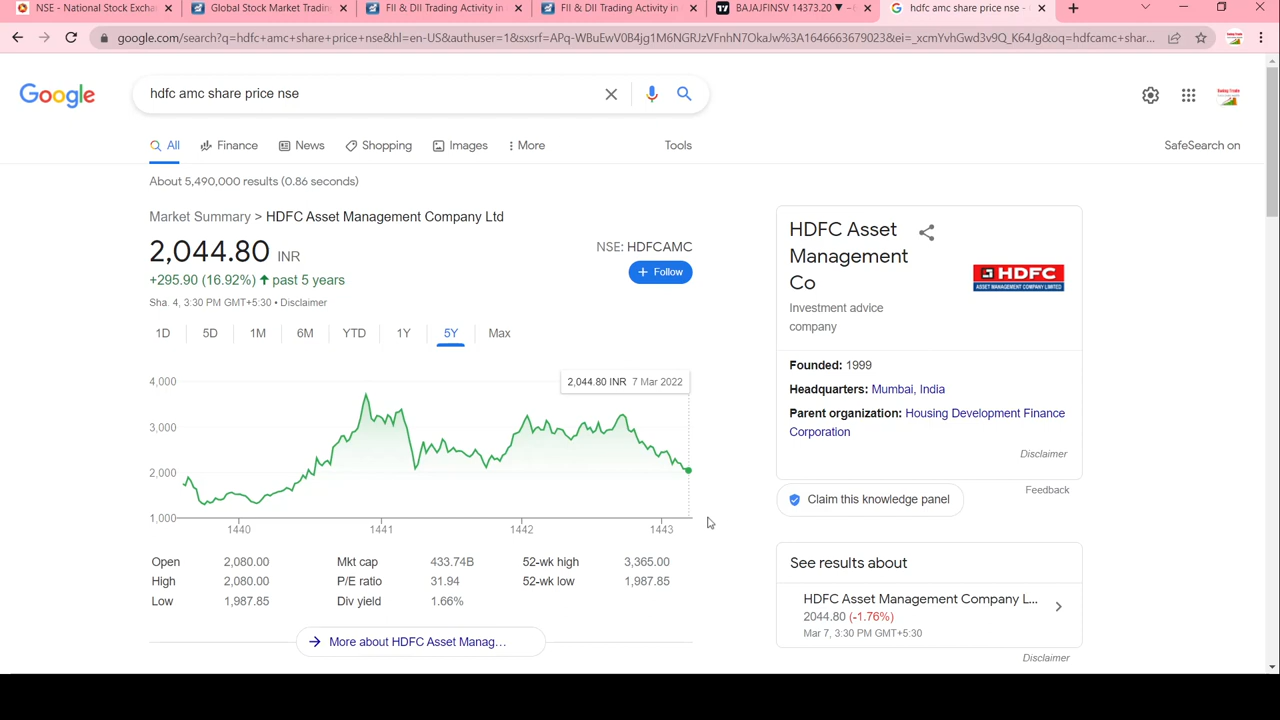 NSE - National Stock Excha
Global Stock Market Trading
FII & DII Trading Activity in
FII & DII Trading Activity in
BAJAJFINSV 14373.20 ▼
hdfc amc share price nse -
google.com/search?q=hdfc+amc+share+price+nse&hl=en-US&authuser=1&sxsrf=APq-WBuEwV0B4jg1M6NGRJzVFnhN7OkaJw%3A1646663679023&ei=_xcmYvhGwd3v9Q_K64Jg&oq=hdfcamc+shar...
Google
hdfc amc share price nse
All
Finance
News
Shopping
Images
More
Tools
SafeSearch on
About 5,490,000 results (0.86 seconds)
Market Summary > HDFC Asset Management Company Ltd
2,044.80 INR
NSE: HDFCAMC
+295.90 (16.92%) ↑ past 5 years
+ Follow
Sha. 4, 3:30 PM GMT+5:30 • Disclaimer
1D
5D
1M
6M
YTD
1Y
5Y
Max
2,044.80 INR 7 Mar 2022
4,000
3,000
2,000
1,000
1440
1441
1442
1443
Open 2,080.00 Mkt cap 433.74B 52-wk high 3,365.00
High 2,080.00 P/E ratio 31.94 52-wk low 1,987.85
Low 1,987.85 Div yield 1.66%
More about HDFC Asset Manag...
HDFC Asset
Management
Co
HDFC
ASSET MANAGEMENT COMPANY LIMITED
Investment advice
company
Founded: 1999
Headquarters: Mumbai, India
Parent organization: Housing Development Finance
Corporation
Disclaimer
Feedback
Claim this knowledge panel
See results about
HDFC Asset Management Company L...
2044.80 (-1.76%)
Mar 7, 3:30 PM GMT+5:30
Disclaimer